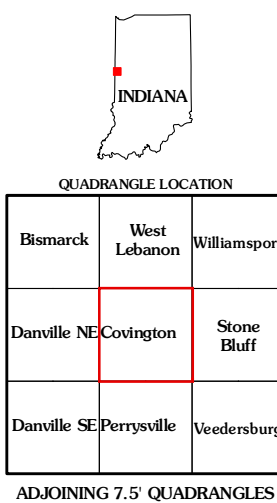 INDIANA
QUADRANGLE LOCATION
Bismarck West Lebanon Williamspor
Danville NE Covington Stone Bluff
Danville SE Perrysville Veedersburg
ADJOINING 7.5' QUADRANGLES